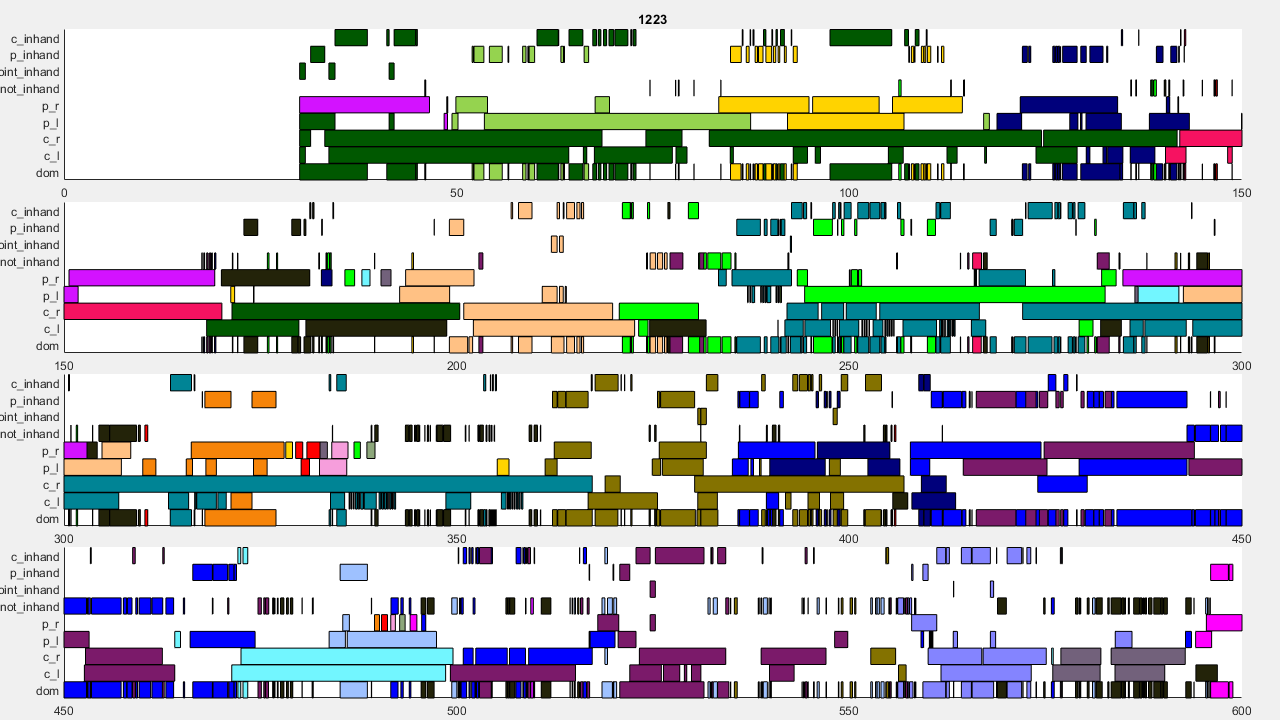 1223
c_inhand
p_inhand
oint_inhand
not_inhand
p_r
p_l
c_r
c_l
dom
0 50 100 150
c_inhand
p_inhand
oint_inhand
not_inhand
p_r
p_l
c_r
c_l
dom
150 200 250 300
c_inhand
p_inhand
oint_inhand
not_inhand
p_r
p_l
c_r
c_l
dom
300 350 400 450
c_inhand
p_inhand
oint_inhand
not_inhand
p_r
p_l
c_r
c_l
dom
450 500 550 600